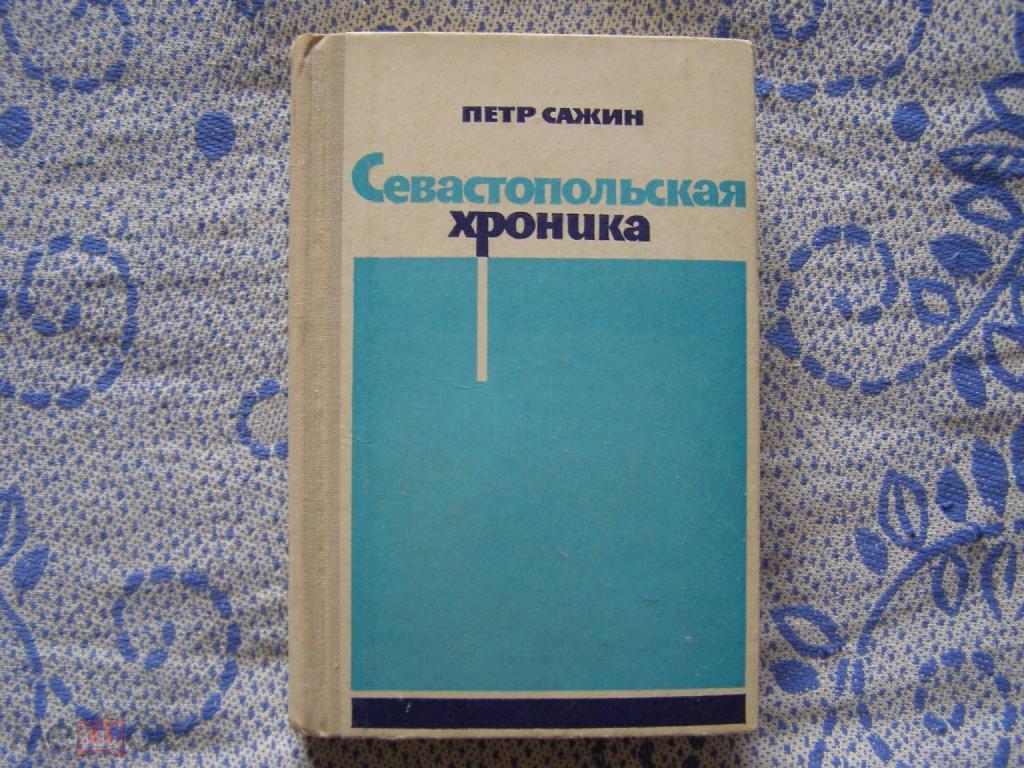 ПЕТР САЖИН
Севастопольская
хроника